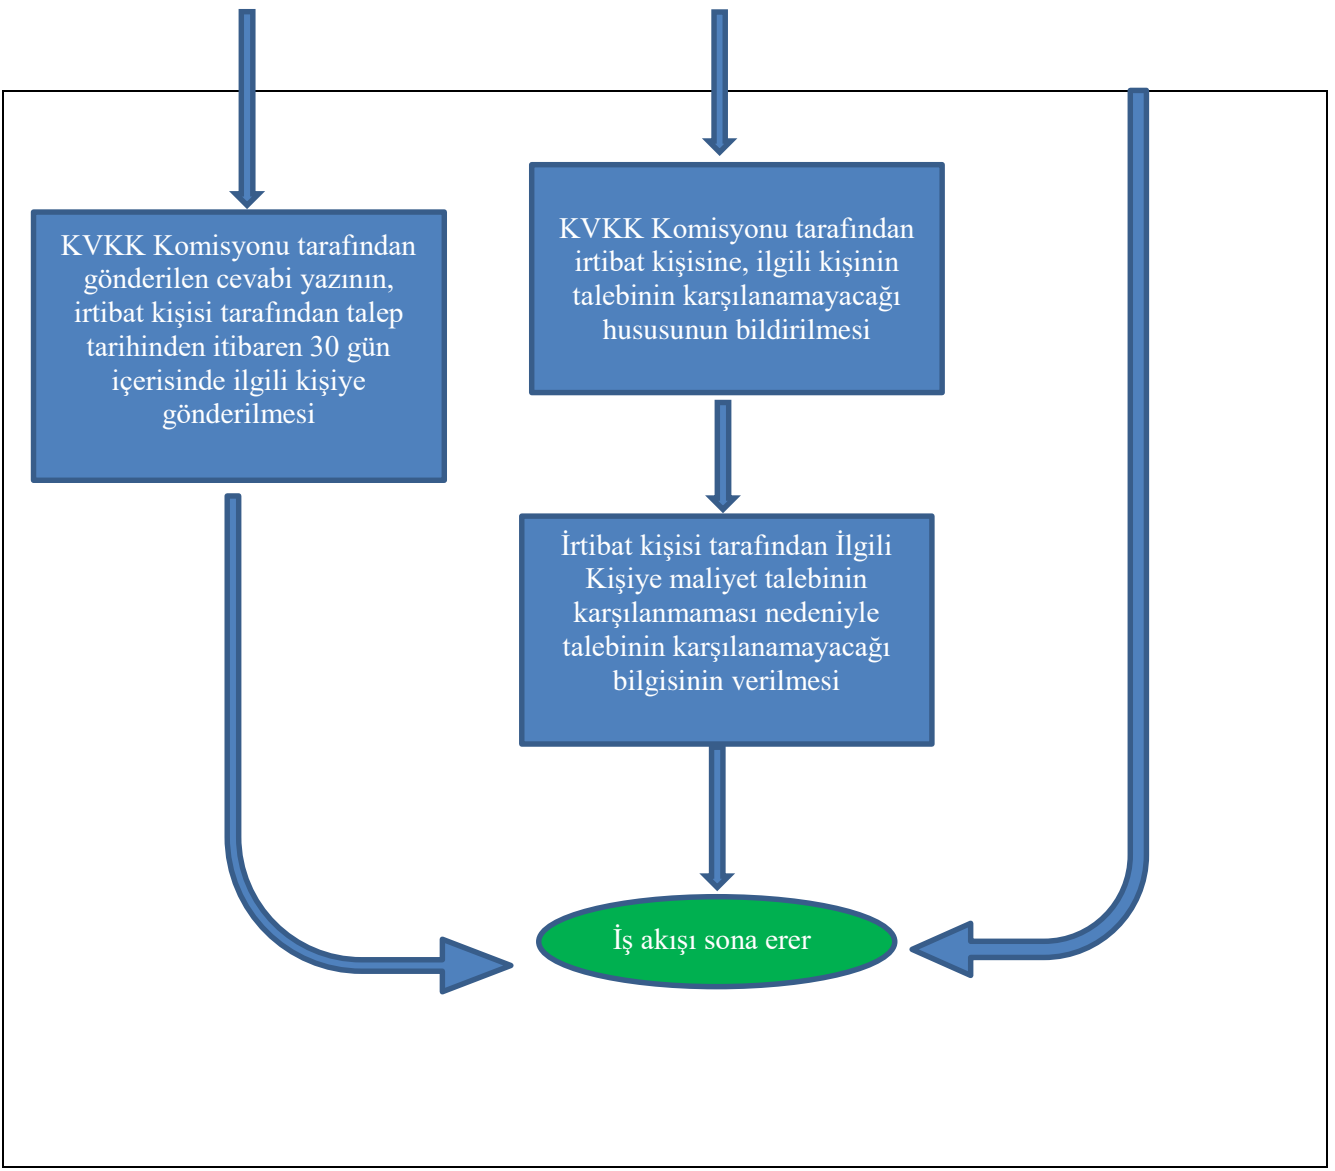 KVKK Komisyonu tarafından
gönderilen cevabi yazının,
irtibat kişisi tarafından talep
tarihinden itibaren 30 gün
içerisinde ilgili kişiye
gönderilmesi
KVKK Komisyonu tarafından
irtibat kişisine, ilgili kişinin
talebinin karşılanamayacağı
hususunun bildirilmesi
İrtibat kişisi tarafından İlgili
Kişiye maliyet talebinin
karşılanmaması nedeniyle
talebinin karşılanamayacağı
bilgisinin verilmesi
İş akışı sona erer